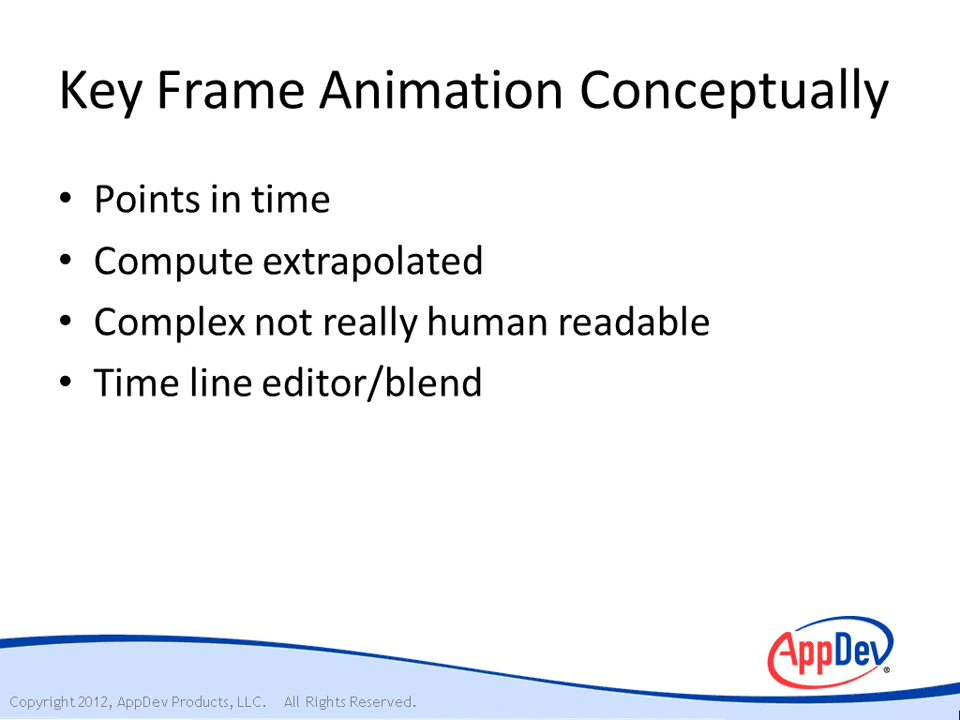 Key Frame Animation Conceptually
• Points in time
• Compute extrapolated
• Complex not really human readable
• Time line editor/blend
AppDev®
Copyright 2012, AppDev Products, LLC. All Rights Reserved.